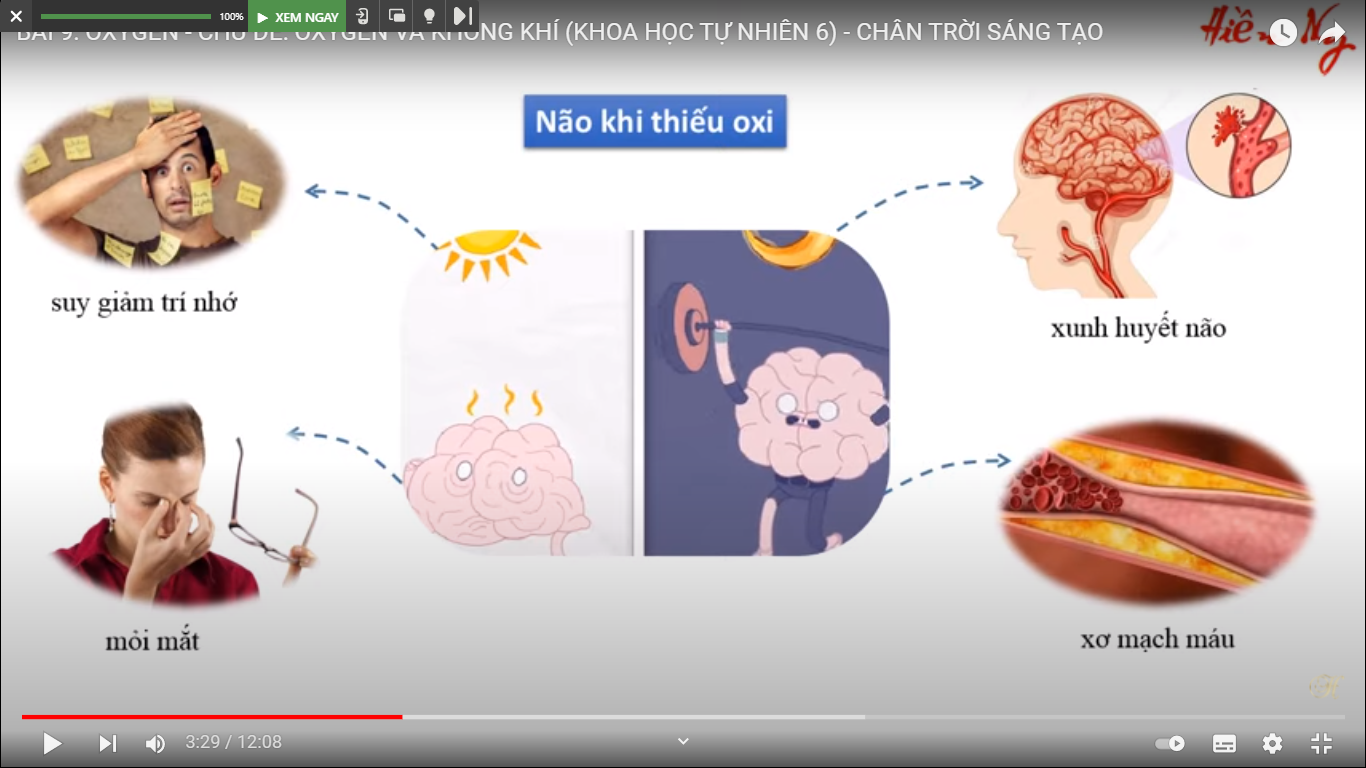 100%
XEM NGAY
BÀI 9: OXYGEN - CHỦ ĐỀ: OXYGEN VÀ KHÔNG KHÍ (KHOA HỌC TỰ NHIÊN 6) - CHÂN TRỜI SÁNG TẠO
Não khi thiếu oxi
suy giảm trí nhớ
xunh huyết não
mỏi mắt
xơ mạch máu
3:29 / 12:08